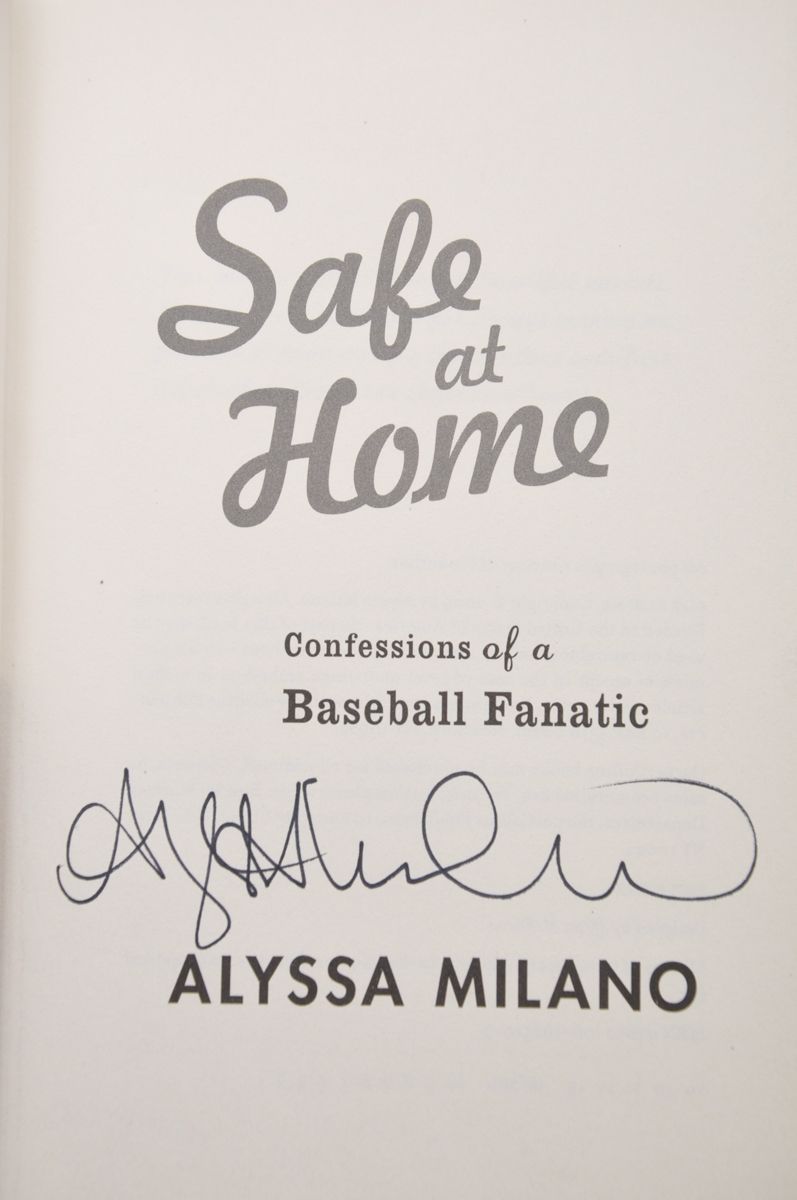 Safe
at
Home
Confessions of a
Baseball Fanatic
ALYSSA MILANO